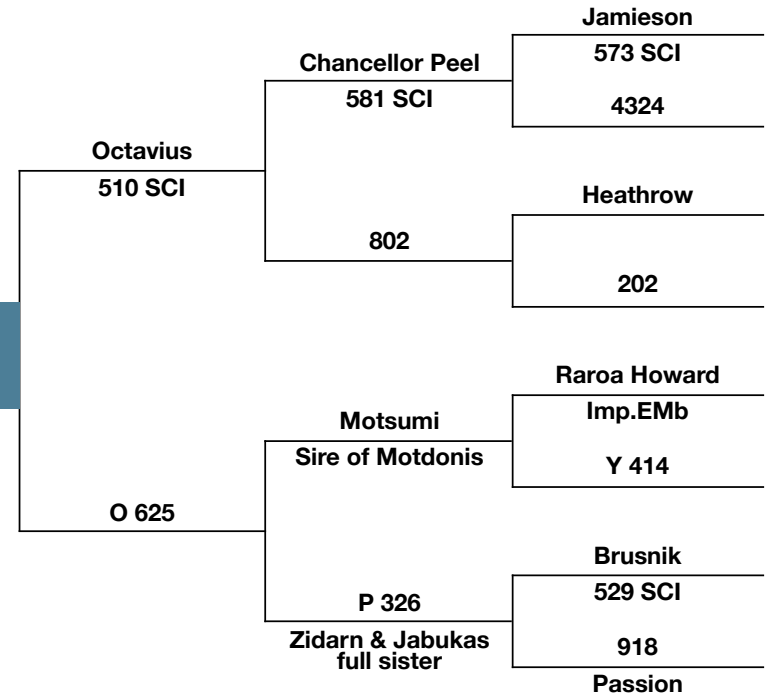 Jamieson
573 SCI
4324
Chancellor Peel
581 SCI
Octavius
510 SCI
Heathrow
802
202
Raroa Howard
Imp.EMb
Motsumi
Sire of Motdonis
Y 414
O 625
Brusnik
529 SCI
P 326
Zidarn & Jabukas
full sister
918
Passion